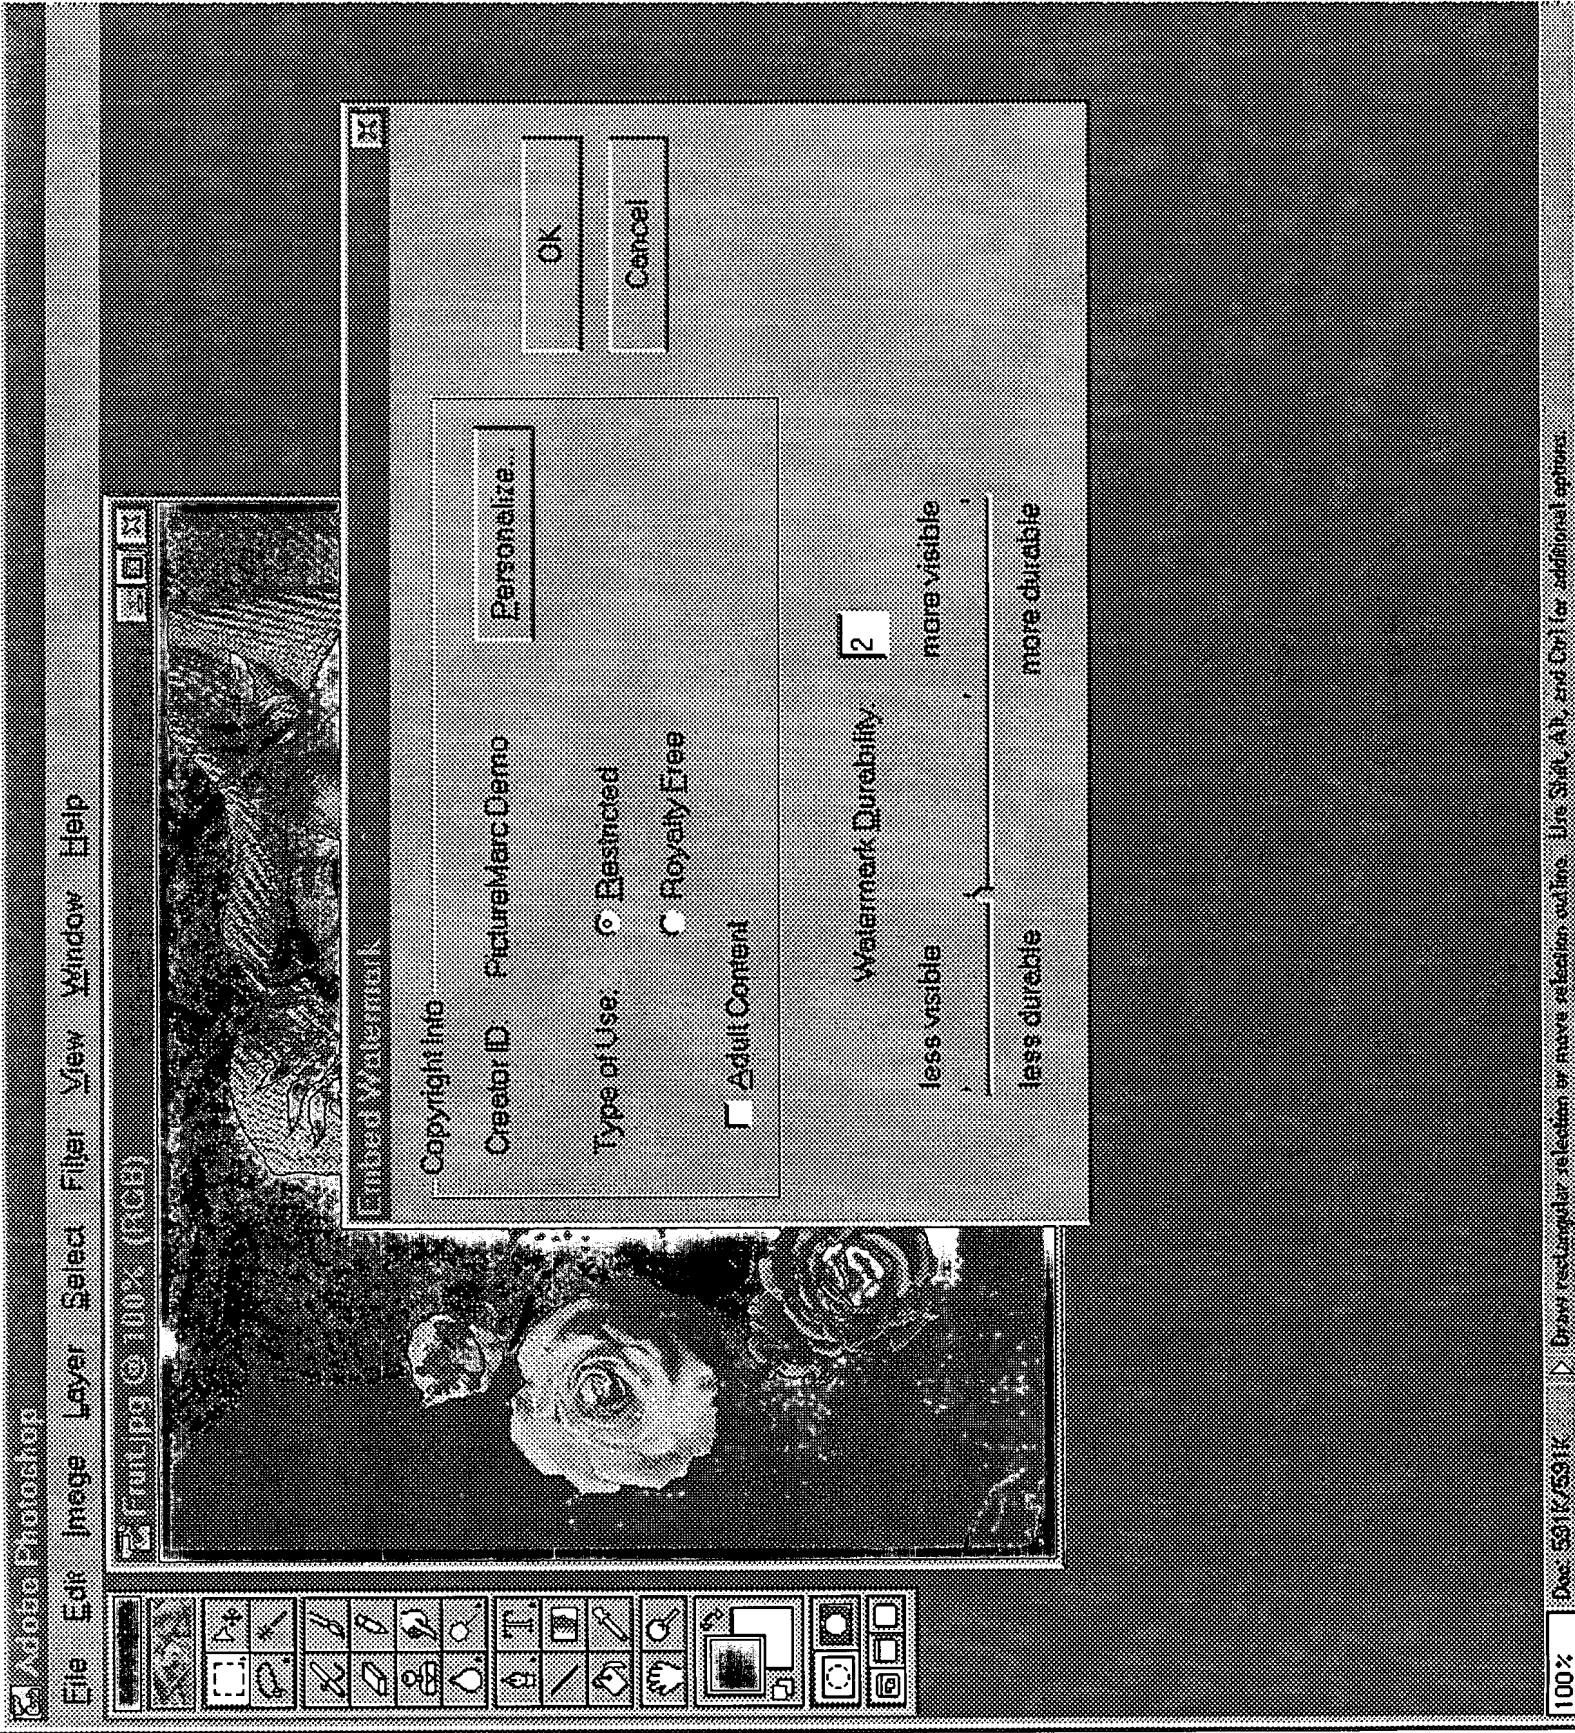 Adobe Photoshop
File Edit Image Layer Select Filter View Window Help
Fran.jpg @ 100% (RGB)
Embed Watermark
Copyright Info
Creator ID PictureMarc Demo
Personalize...
OK
Cancel
Type of Use: Restricted
Royalty Free
Adult Content
Watermark Durability: 2
less visible more visible
less durable more durable
T
100% Doc: 531K/531K Draw rectangular selection or move selection outline. Use Shift, Alt, and Ctrl for additional options.